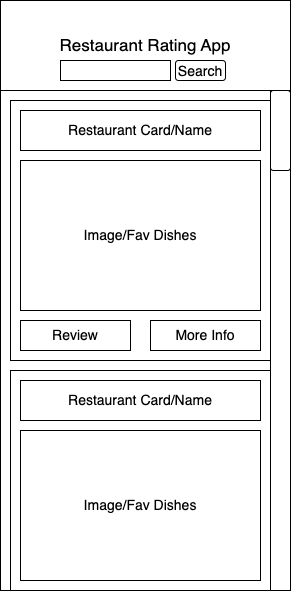 Restaurant Rating App
Search
Restaurant Card/Name
Image/Fav Dishes
Review More Info
Restaurant Card/Name
Image/Fav Dishes